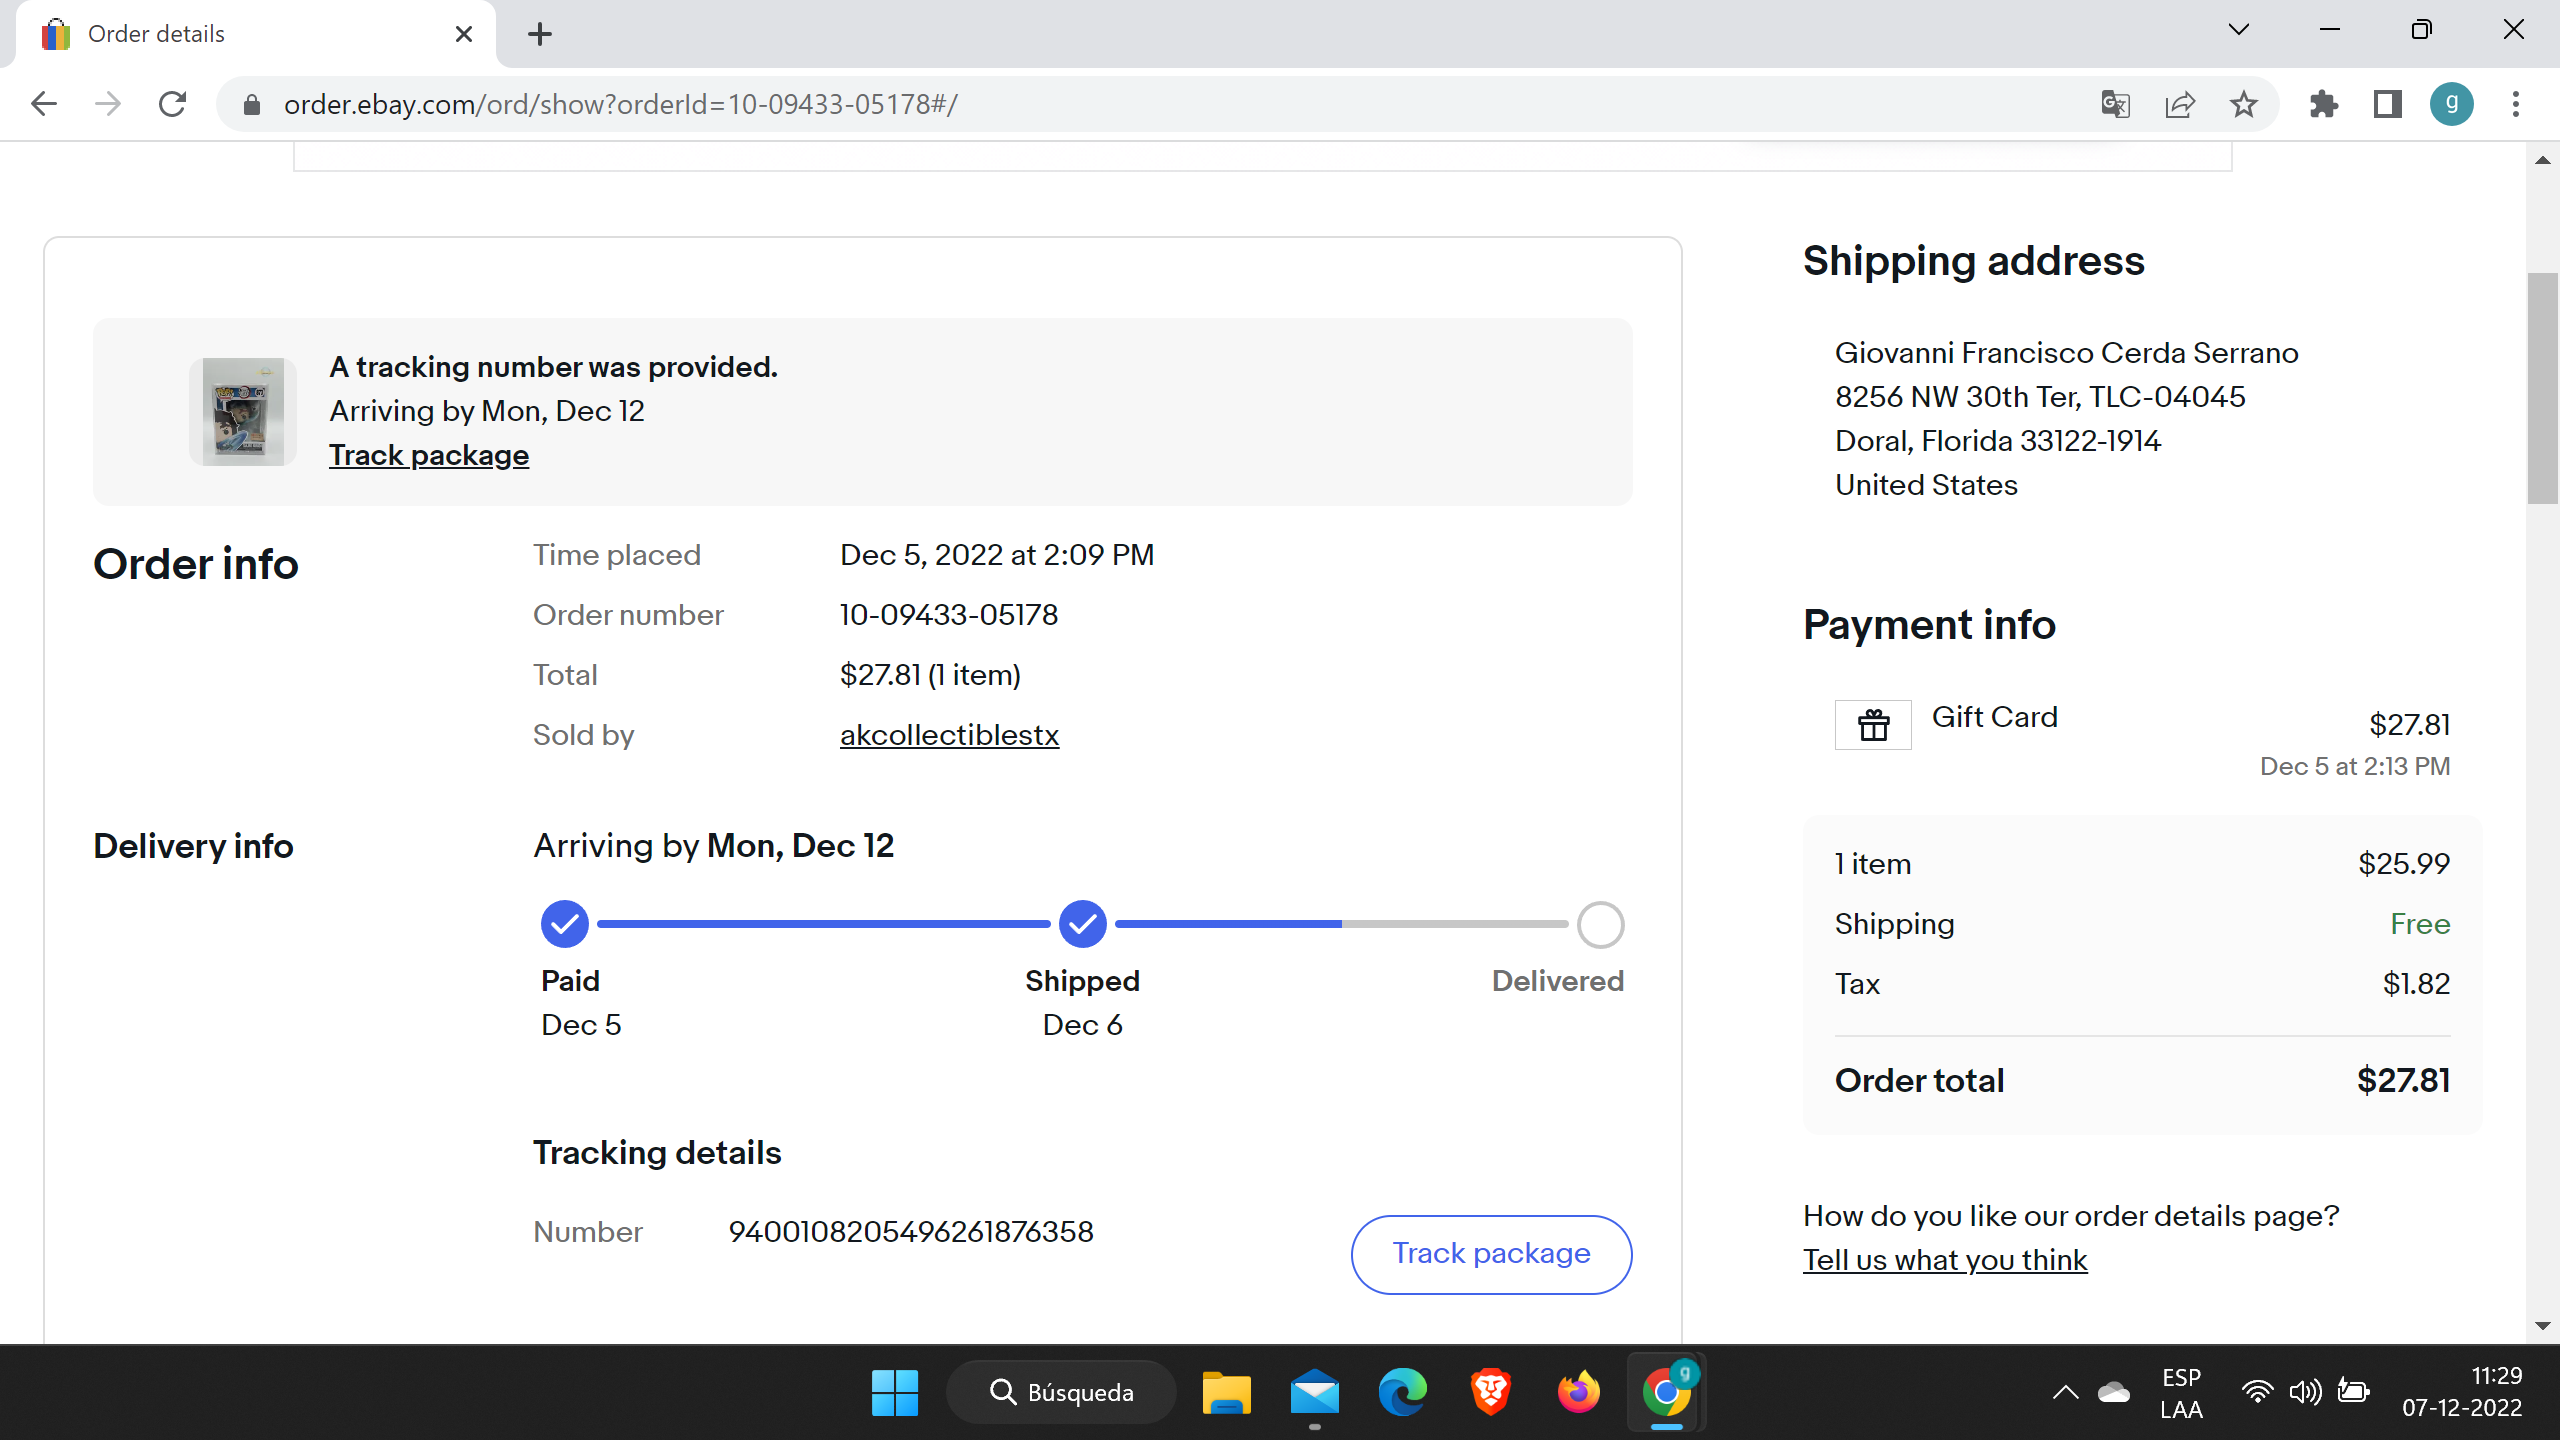 Order details
order.ebay.com/ord/show?orderId=10-09433-05178#/
g
A tracking number was provided.
Arriving by Mon, Dec 12
Track package
Order info
Time placed Dec 5, 2022 at 2:09 PM
Order number 10-09433-05178
Total $27.81 (1 item)
Sold by akcollectiblestx
Delivery info
Arriving by Mon, Dec 12
Paid
Dec 5
Shipped
Dec 6
Delivered
Tracking details
Number 9400108205496261876358
Track package
Shipping address
Giovanni Francisco Cerda Serrano
8256 NW 30th Ter, TLC-04045
Doral, Florida 33122-1914
United States
Payment info
Gift Card $27.81
Dec 5 at 2:13 PM
1 item $25.99
Shipping Free
Tax $1.82
Order total $27.81
How do you like our order details page?
Tell us what you think
Búsqueda
g
ESP
LAA
11:29
07-12-2022